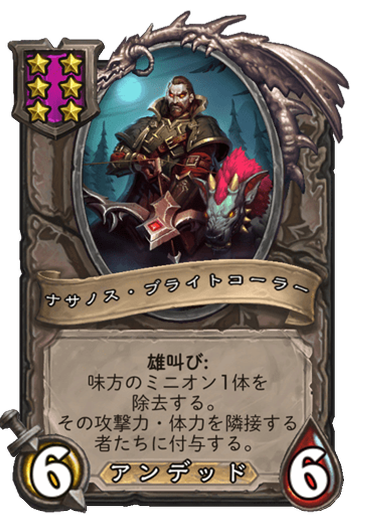 ナサノス・ブライトコーラー
雄叫び:
味方のミニオン1体を
除去する。
その攻撃力・体力を隣接する
者たちに付与する。
6
アンデッド
6